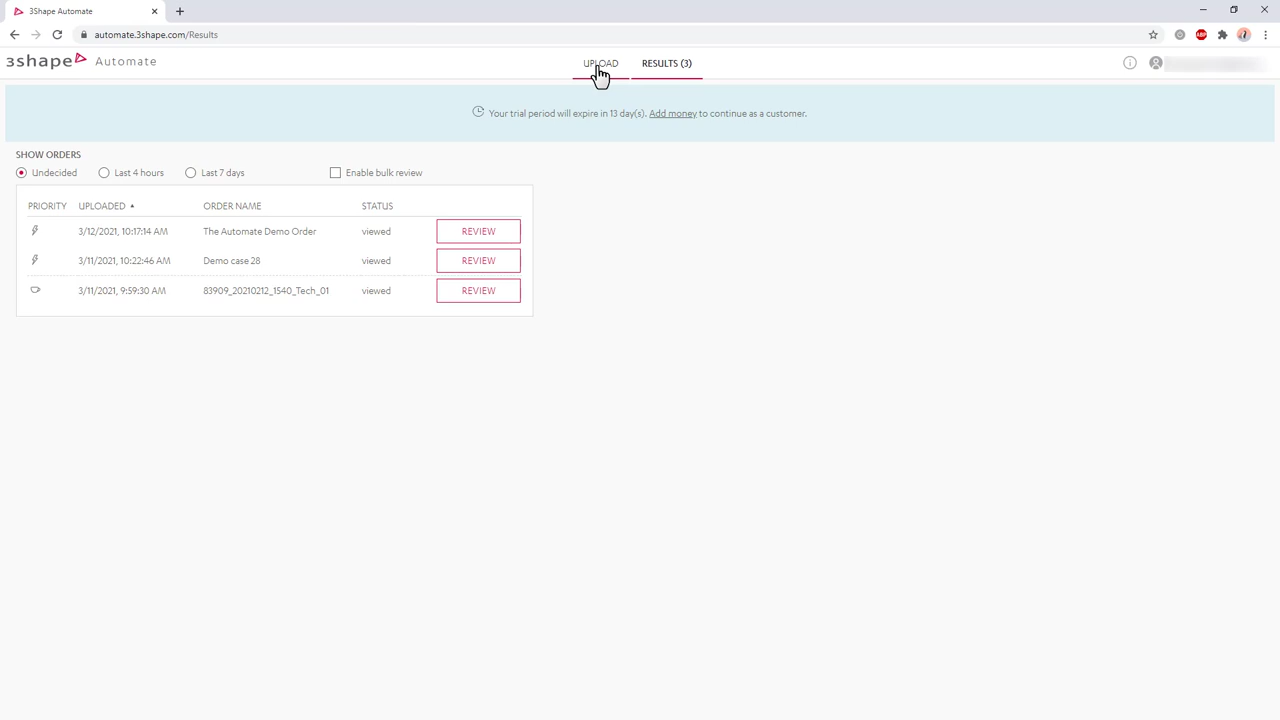 3Shape Automate
automate.3shape.com/Results
ABP
3shape Automate
UPLOAD RESULTS (3)
Your trial period will expire in 13 day(s). Add money to continue as a customer.
SHOW ORDERS
Undecided Last 4 hours Last 7 days Enable bulk review
PRIORITY UPLOADED ORDER NAME STATUS
3/12/2021, 10:17:14 AM The Automate Demo Order viewed REVIEW
3/11/2021, 10:22:46 AM Demo case 28 viewed REVIEW
3/11/2021, 9:59:30 AM 83909_20210212_1540_Tech_01 viewed REVIEW